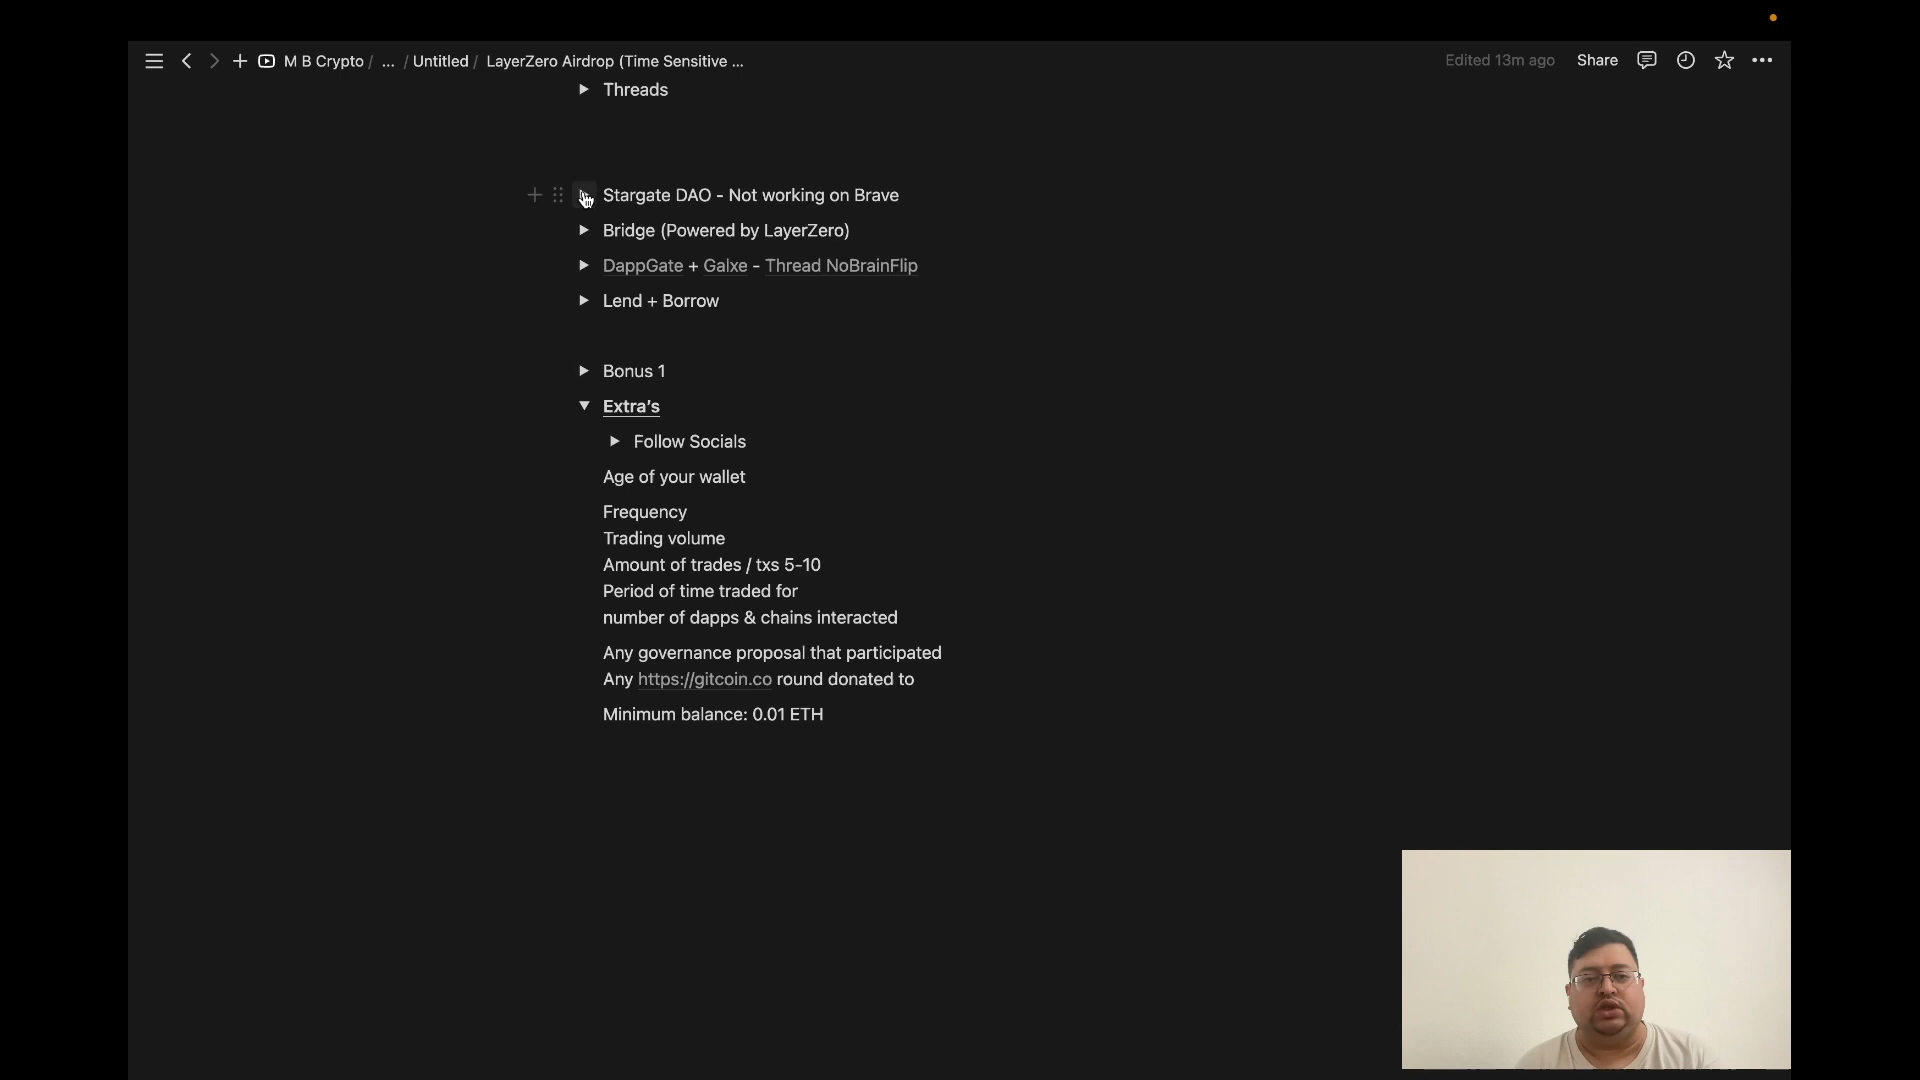 M B Crypto / ... / Untitled / LayerZero Airdrop (Time Sensitive ...
Edited 13m ago Share
Threads
Stargate DAO - Not working on Brave
Bridge (Powered by LayerZero)
DappGate + Galxe - Thread NoBrainFlip
Lend + Borrow
Bonus 1
Extra's
Follow Socials
Age of your wallet
Frequency
Trading volume
Amount of trades / txs 5-10
Period of time traded for
number of dapps & chains interacted
Any governance proposal that participated
Any https://gitcoin.co round donated to
Minimum balance: 0.01 ETH